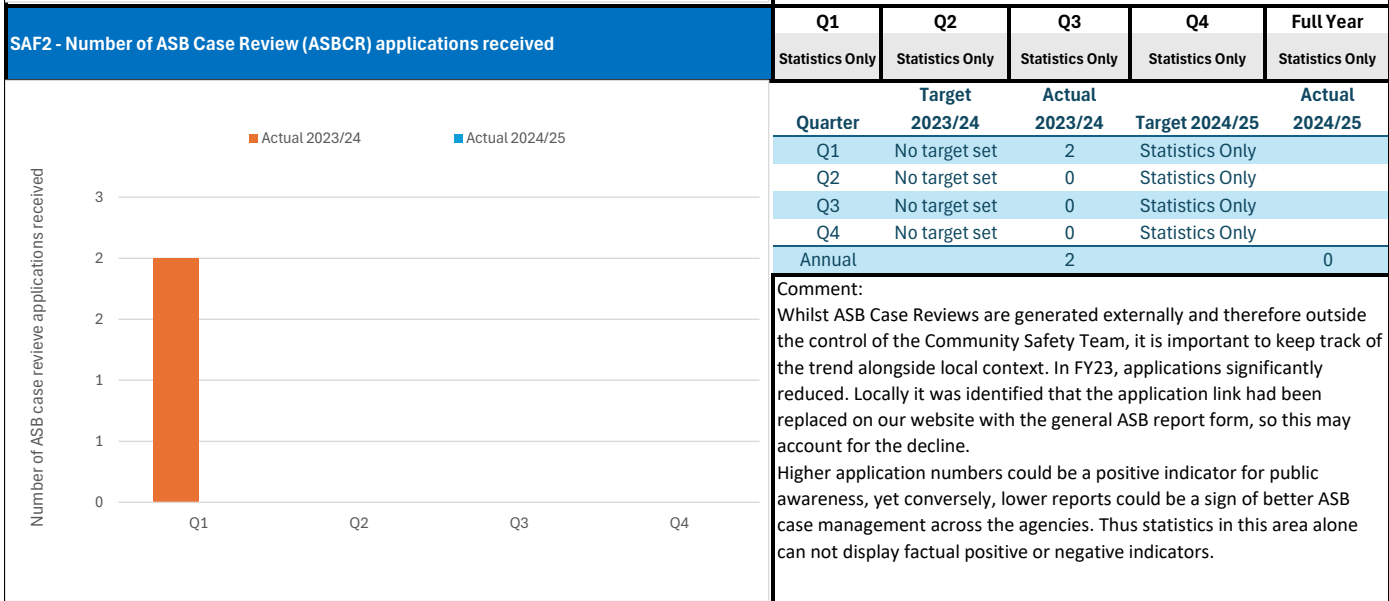 SAF2 - Number of ASB Case Review (ASBCR) applications received
Q1 Q2 Q3 Q4 Full Year
Statistics Only Statistics Only Statistics Only Statistics Only Statistics Only
Actual 2023/24 Actual 2024/25
Number of ASB case revieve applications received
3
2
2
1
1
0
Q1 Q2 Q3 Q4
Target Actual Actual
Quarter 2023/24 2023/24 Target 2024/25 2024/25
Q1 No target set 2 Statistics Only
Q2 No target set 0 Statistics Only
Q3 No target set 0 Statistics Only
Q4 No target set 0 Statistics Only
Annual 2 0
Comment:
Whilst ASB Case Reviews are generated externally and therefore outside
the control of the Community Safety Team, it is important to keep track of
the trend alongside local context. In FY23, applications significantly
reduced. Locally it was identified that the application link had been
replaced on our website with the general ASB report form, so this may
account for the decline.
Higher application numbers could be a positive indicator for public
awareness, yet conversely, lower reports could be a sign of better ASB
case management across the agencies. Thus statistics in this area alone
can not display factual positive or negative indicators.